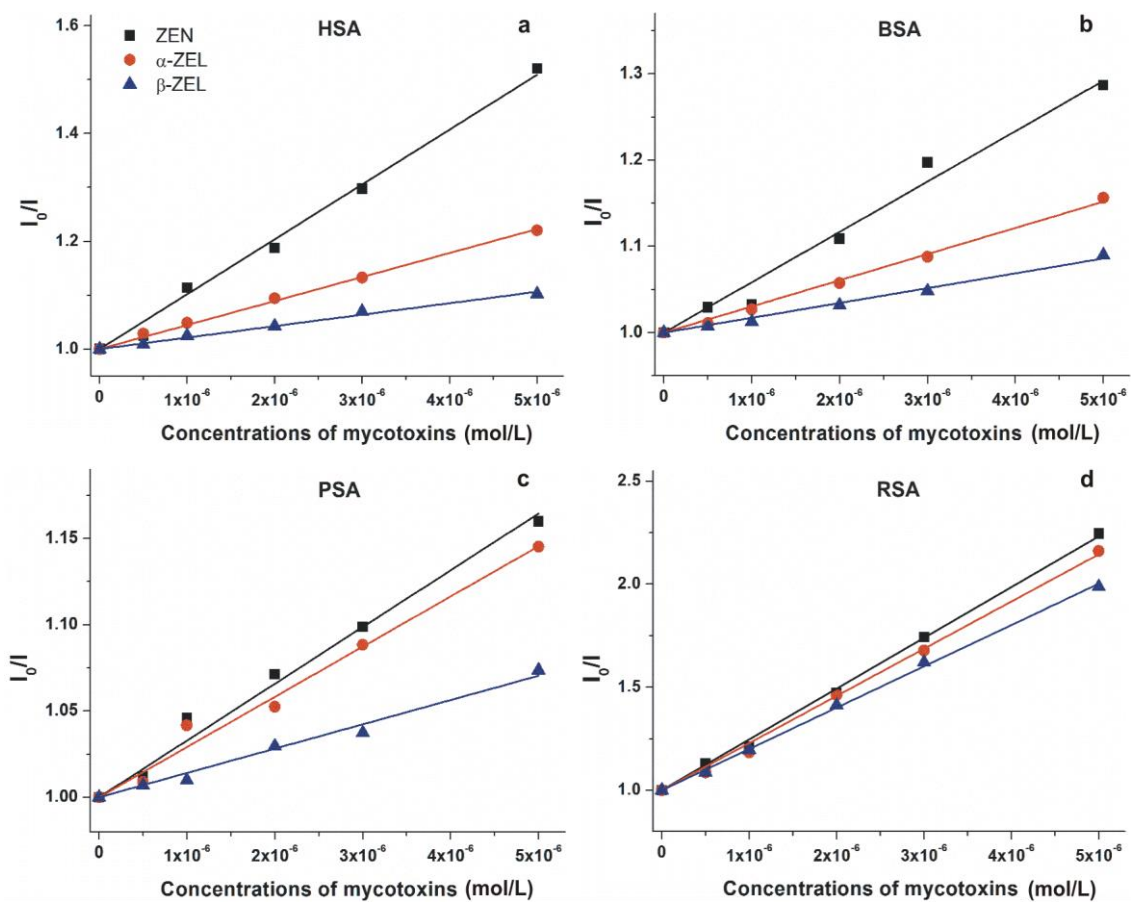 HSA
a
ZEN
α-ZEL
β-ZEL
I₀/I
1.6
1.4
1.2
1.0
0
1x10⁻⁶
2x10⁻⁶
3x10⁻⁶
4x10⁻⁶
5x10⁻⁶
Concentrations of mycotoxins (mol/L)
BSA
b
I₀/I
1.3
1.2
1.1
1.0
0
1x10⁻⁶
2x10⁻⁶
3x10⁻⁶
4x10⁻⁶
5x10⁻⁶
Concentrations of mycotoxins (mol/L)
PSA
c
I₀/I
1.15
1.10
1.05
1.00
0
1x10⁻⁶
2x10⁻⁶
3x10⁻⁶
4x10⁻⁶
5x10⁻⁶
Concentrations of mycotoxins (mol/L)
RSA
d
I₀/I
2.5
2.0
1.5
1.0
0
1x10⁻⁶
2x10⁻⁶
3x10⁻⁶
4x10⁻⁶
5x10⁻⁶
Concentrations of mycotoxins (mol/L)